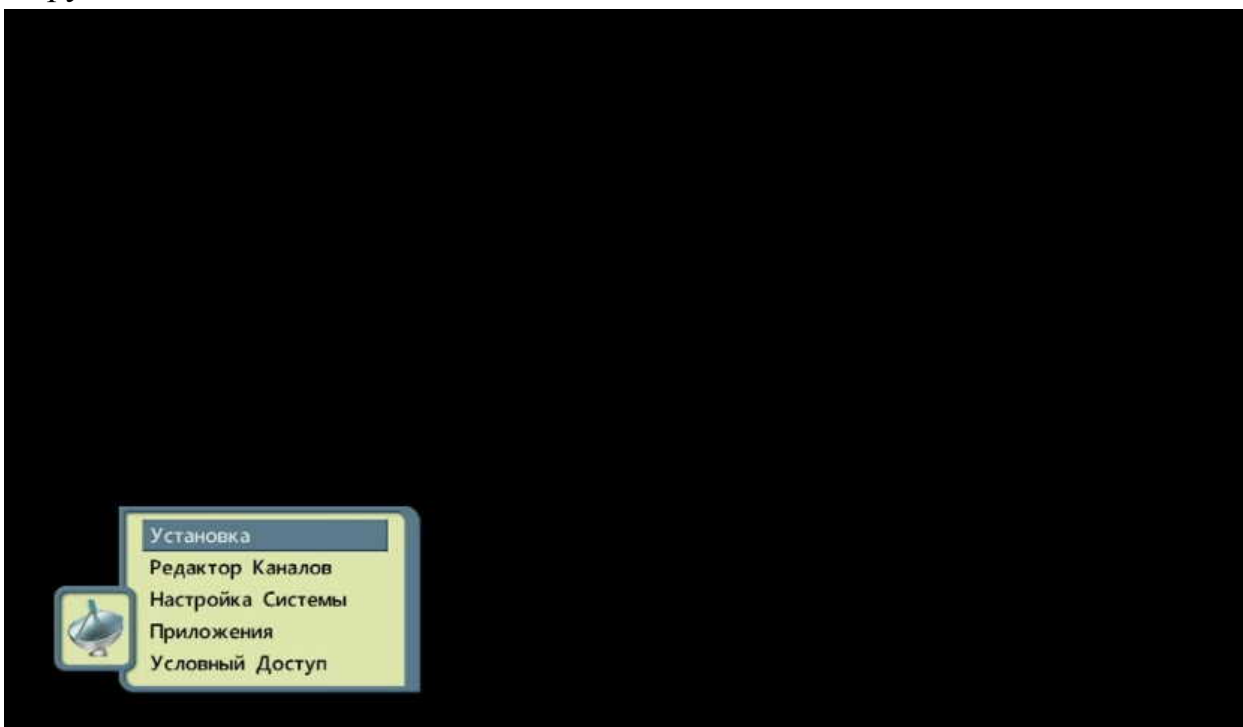 Установка
Редактор Каналов
Настройка Системы
Приложения
Условный Доступ